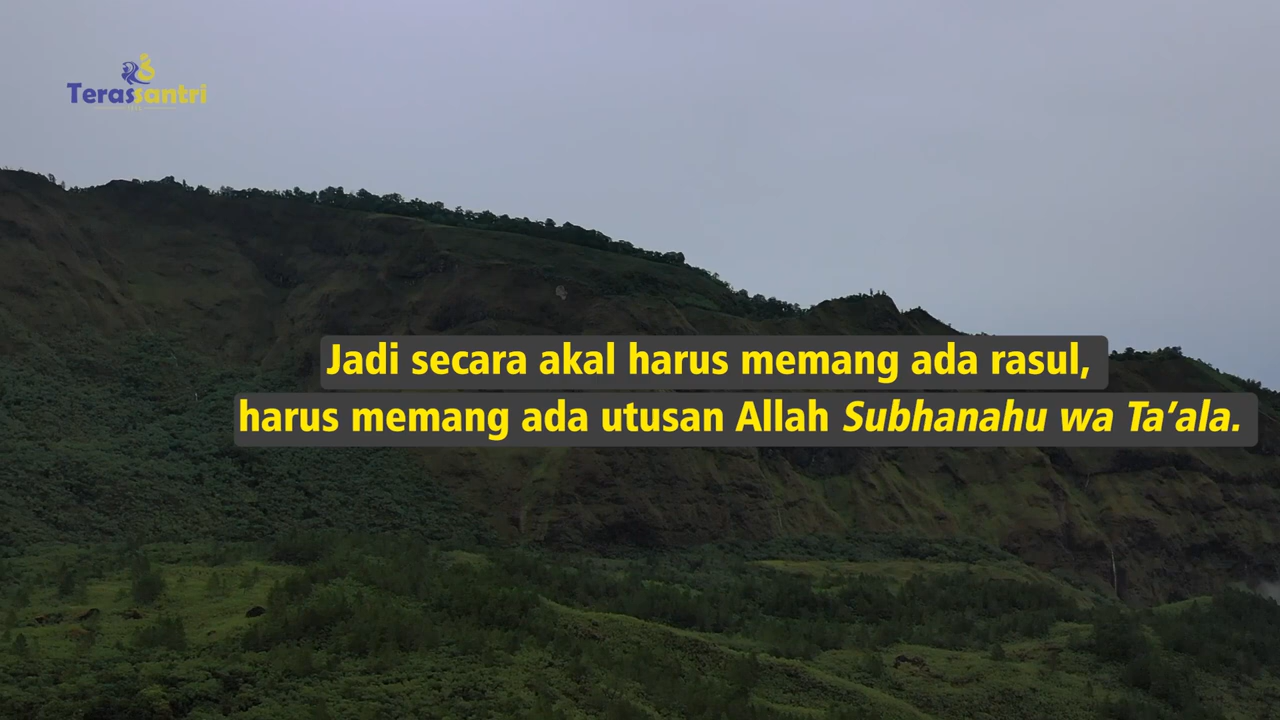 Terassantri
Jadi secara akal harus memang ada rasul,
harus memang ada utusan Allah Subhanahu wa Ta’ala.